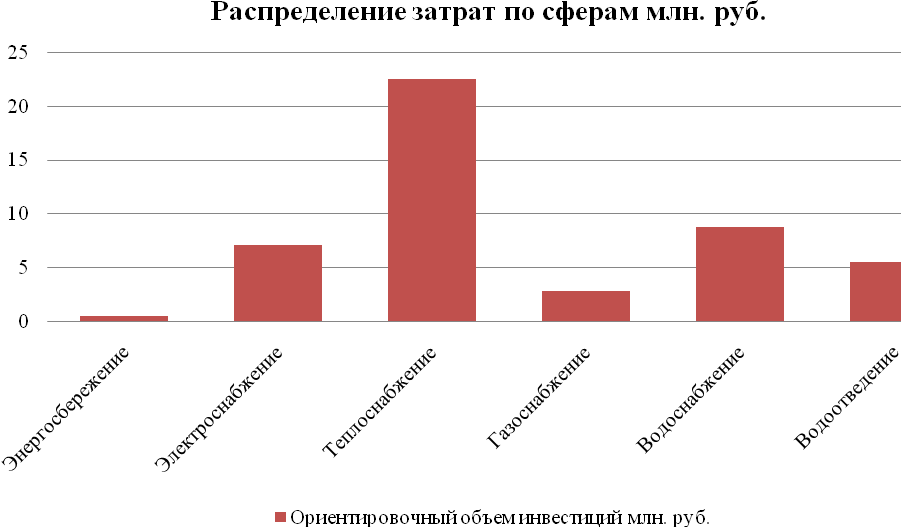 Распределение затрат по сферам млн. руб.
25
20
15
10
5
0
Энергосбережение
Электроснабжение
Теплоснабжение
Газоснабжение
Водоснабжение
Водоотведение
Ориентировочный объем инвестиций млн. руб.